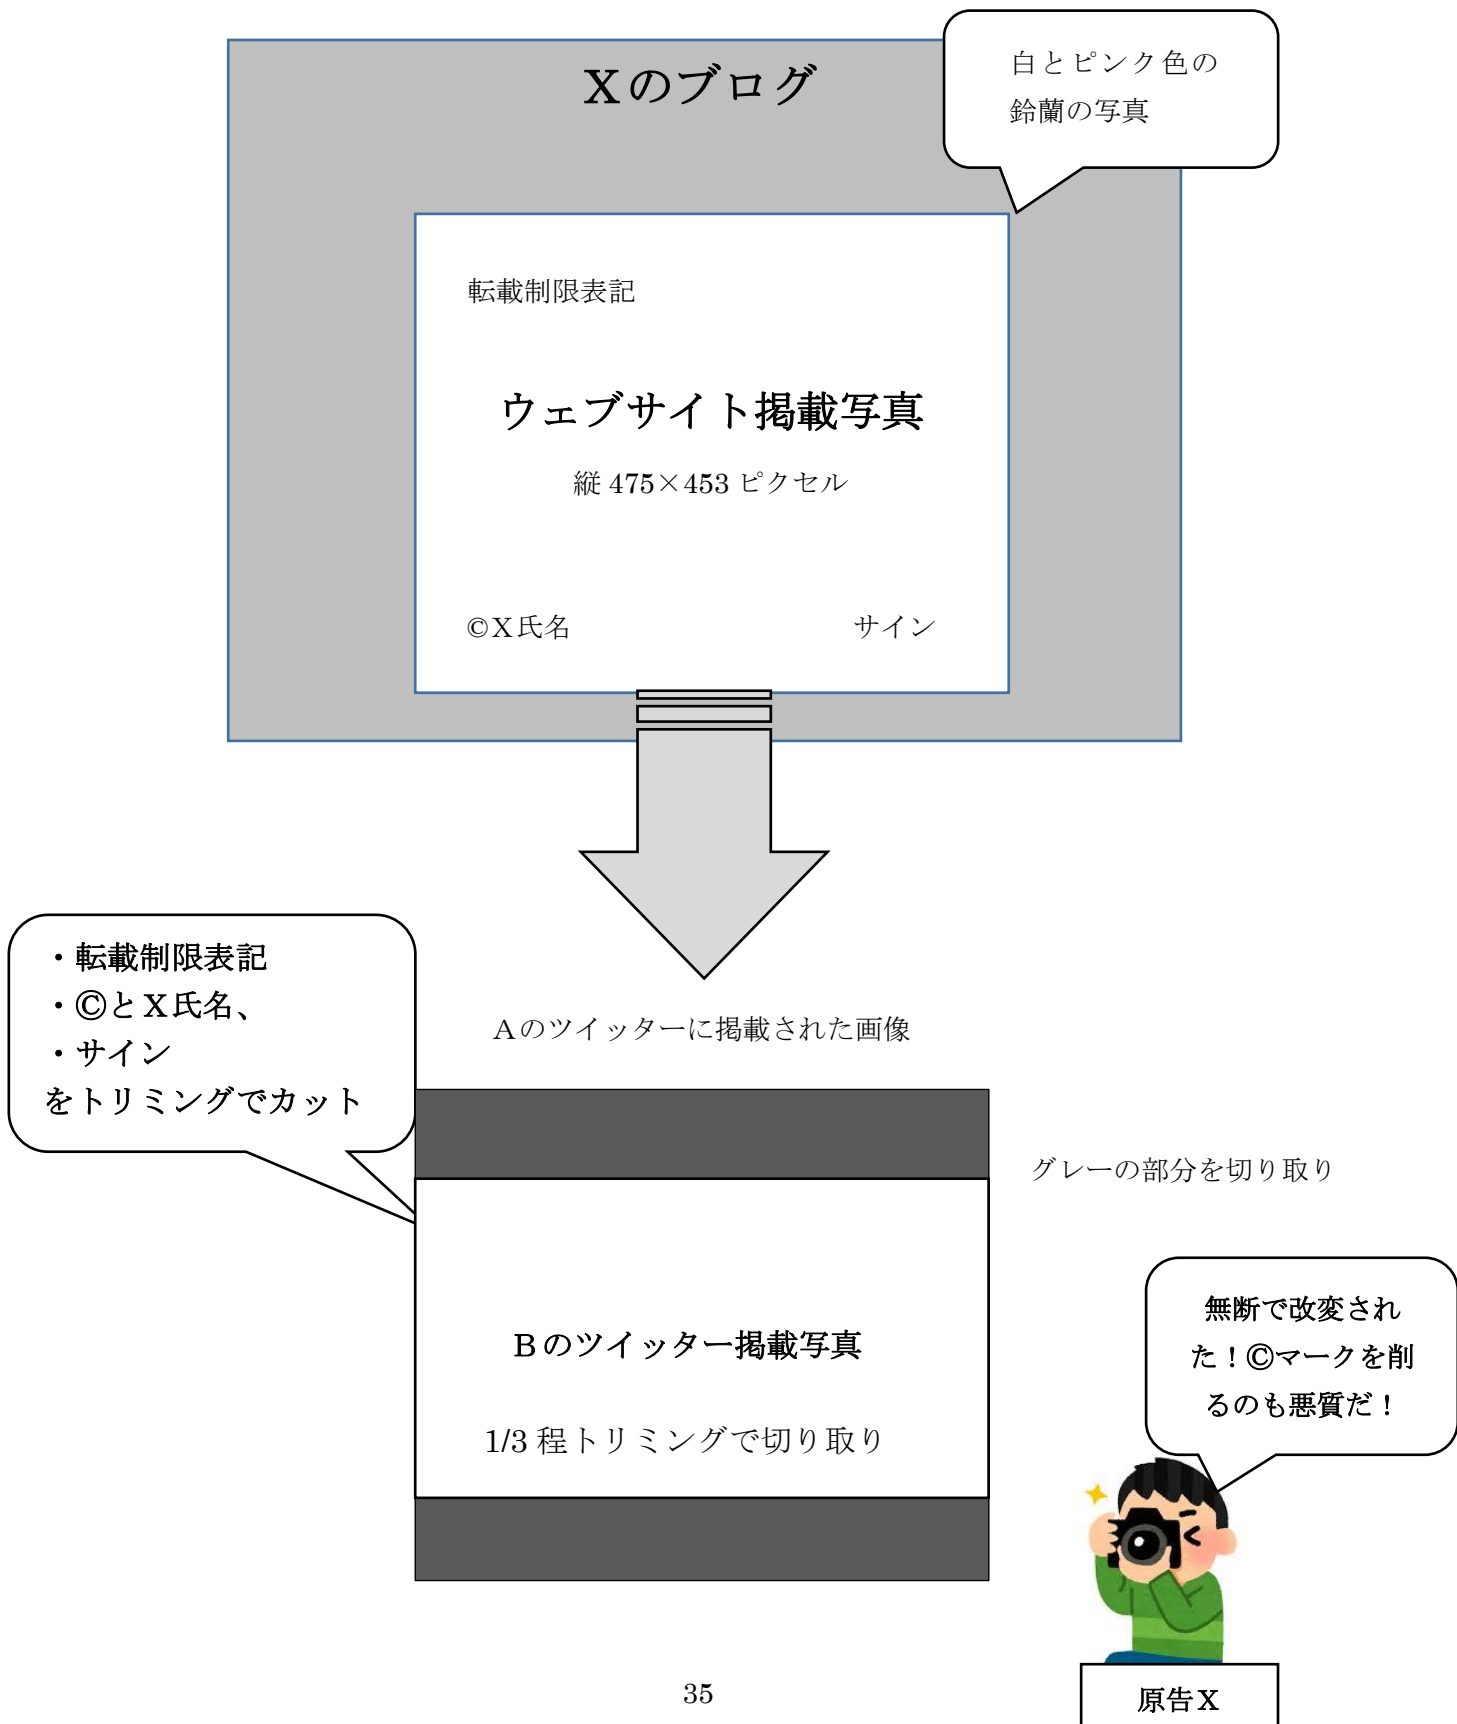 Xのブログ
白とピンク色の
鈴蘭の写真
転載制限表記
ウェブサイト掲載写真
縦 475×453 ピクセル
©X氏名
サイン
・転載制限表記
・ⒸとX氏名、
・サイン
をトリミングでカット
Aのツイッターに掲載された画像
グレーの部分を切り取り
Bのツイッター掲載写真
1/3 程トリミングで切り取り
無断で改変され
た！Ⓒマークを削
るのも悪質だ！
原告X
35